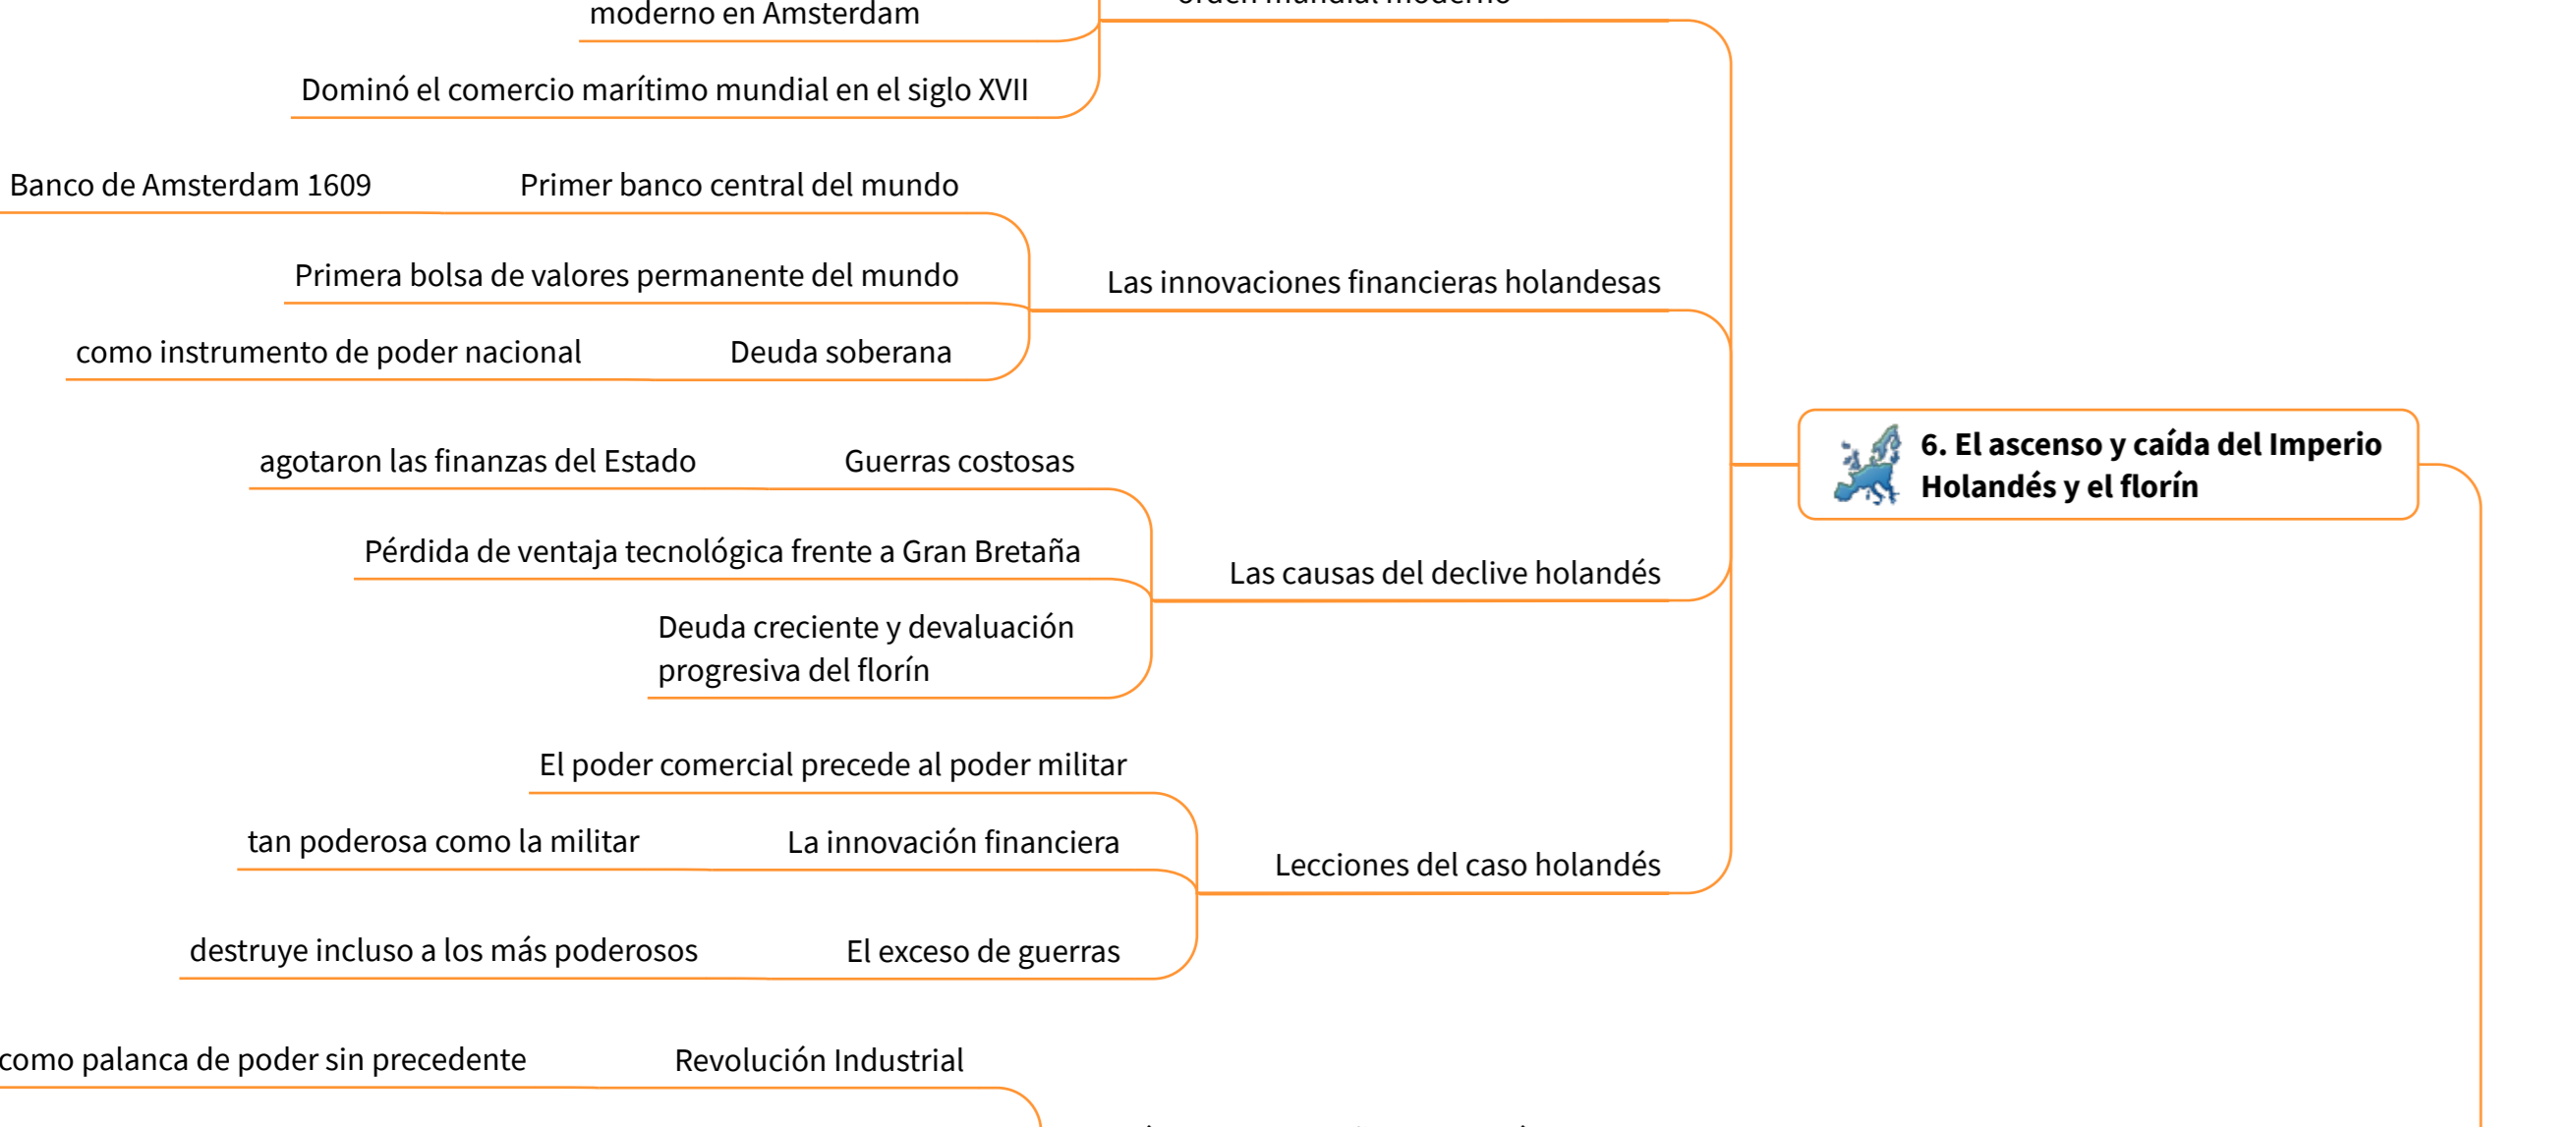 orden mundial moderno
moderno en Amsterdam
Dominó el comercio marítimo mundial en el siglo XVII
Banco de Amsterdam 1609
Primer banco central del mundo
Primera bolsa de valores permanente del mundo
Las innovaciones financieras holandesas
como instrumento de poder nacional
Deuda soberana
6. El ascenso y caída del Imperio
Holandés y el florín
agotaron las finanzas del Estado
Guerras costosas
Pérdida de ventaja tecnológica frente a Gran Bretaña
Las causas del declive holandés
Deuda creciente y devaluación
progresiva del florín
El poder comercial precede al poder militar
tan poderosa como la militar
La innovación financiera
Lecciones del caso holandés
destruye incluso a los más poderosos
El exceso de guerras
como palanca de poder sin precedente
Revolución Industrial